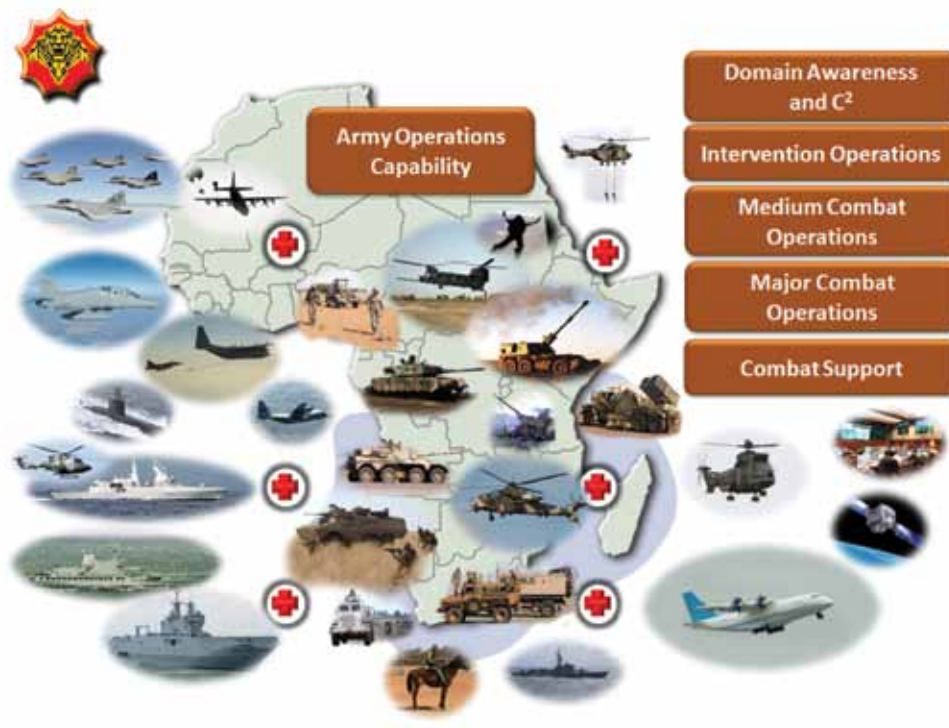 Army Operations
Capability
Domain Awareness
and C²
Intervention Operations
Medium Combat
Operations
Major Combat
Operations
Combat Support